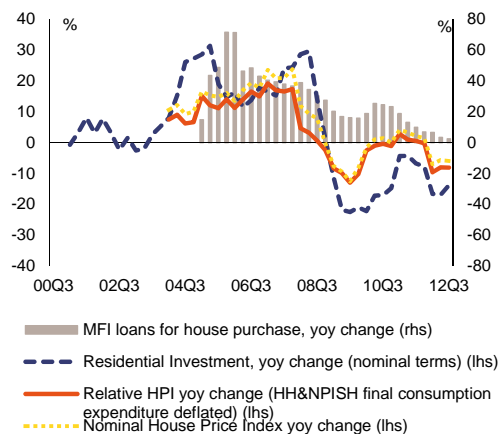 40 % % 80
30 60
20 40
10 20
0 0
-10 -20
-20 -40
-30 -60
-40 -80
00Q3 02Q3 04Q3 06Q3 08Q3 10Q3 12Q3
MFI loans for house purchase, yoy change (rhs)
Residential Investment, yoy change (nominal terms) (lhs)
Relative HPI yoy change (HH&NPISH final consumption
expenditure deflated) (lhs)
Nominal House Price Index yoy change (lhs)